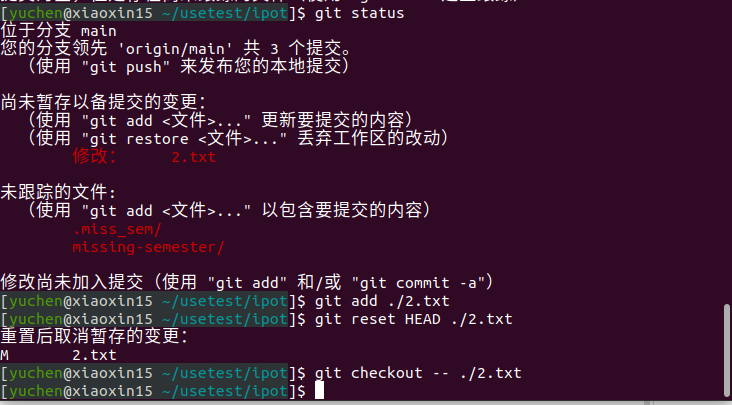 [yuchen@xiaoxin15 ~/usetest/ipot]$ git status
位于分支 main
您的分支领先 'origin/main' 共 3 个提交。
（使用 "git push" 来发布您的本地提交）
尚未暂存以备提交的变更：
（使用 "git add <文件>..." 更新要提交的内容）
（使用 "git restore <文件>..." 丢弃工作区的改动）
修改：     2.txt
未跟踪的文件:
（使用 "git add <文件>..." 以包含要提交的内容）
.miss_sem/
missing-semester/
修改尚未加入提交（使用 "git add" 和/或 "git commit -a"）
[yuchen@xiaoxin15 ~/usetest/ipot]$ git add ./2.txt
[yuchen@xiaoxin15 ~/usetest/ipot]$ git reset HEAD ./2.txt
重置后取消暂存的变更：
M       2.txt
[yuchen@xiaoxin15 ~/usetest/ipot]$ git checkout -- ./2.txt
[yuchen@xiaoxin15 ~/usetest/ipot]$